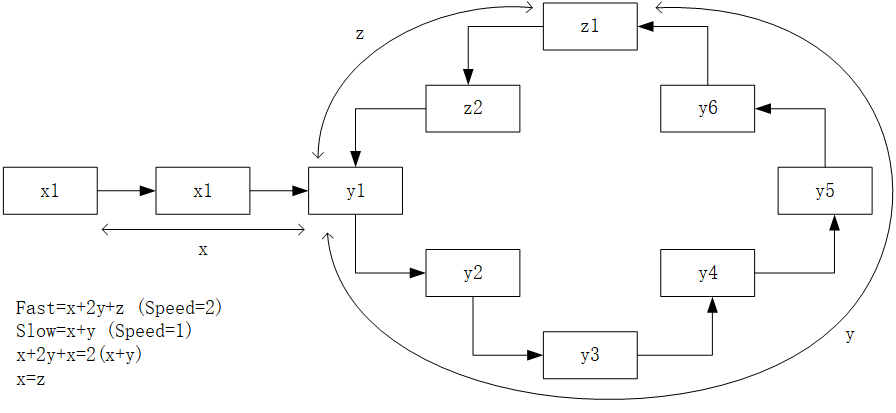 z
z1
z2
y6
x1
x1
y1
y5
x
y2
y4
y3
y
Fast=x+2y+z (Speed=2)
Slow=x+y (Speed=1)
x+2y+x=2(x+y)
x=z